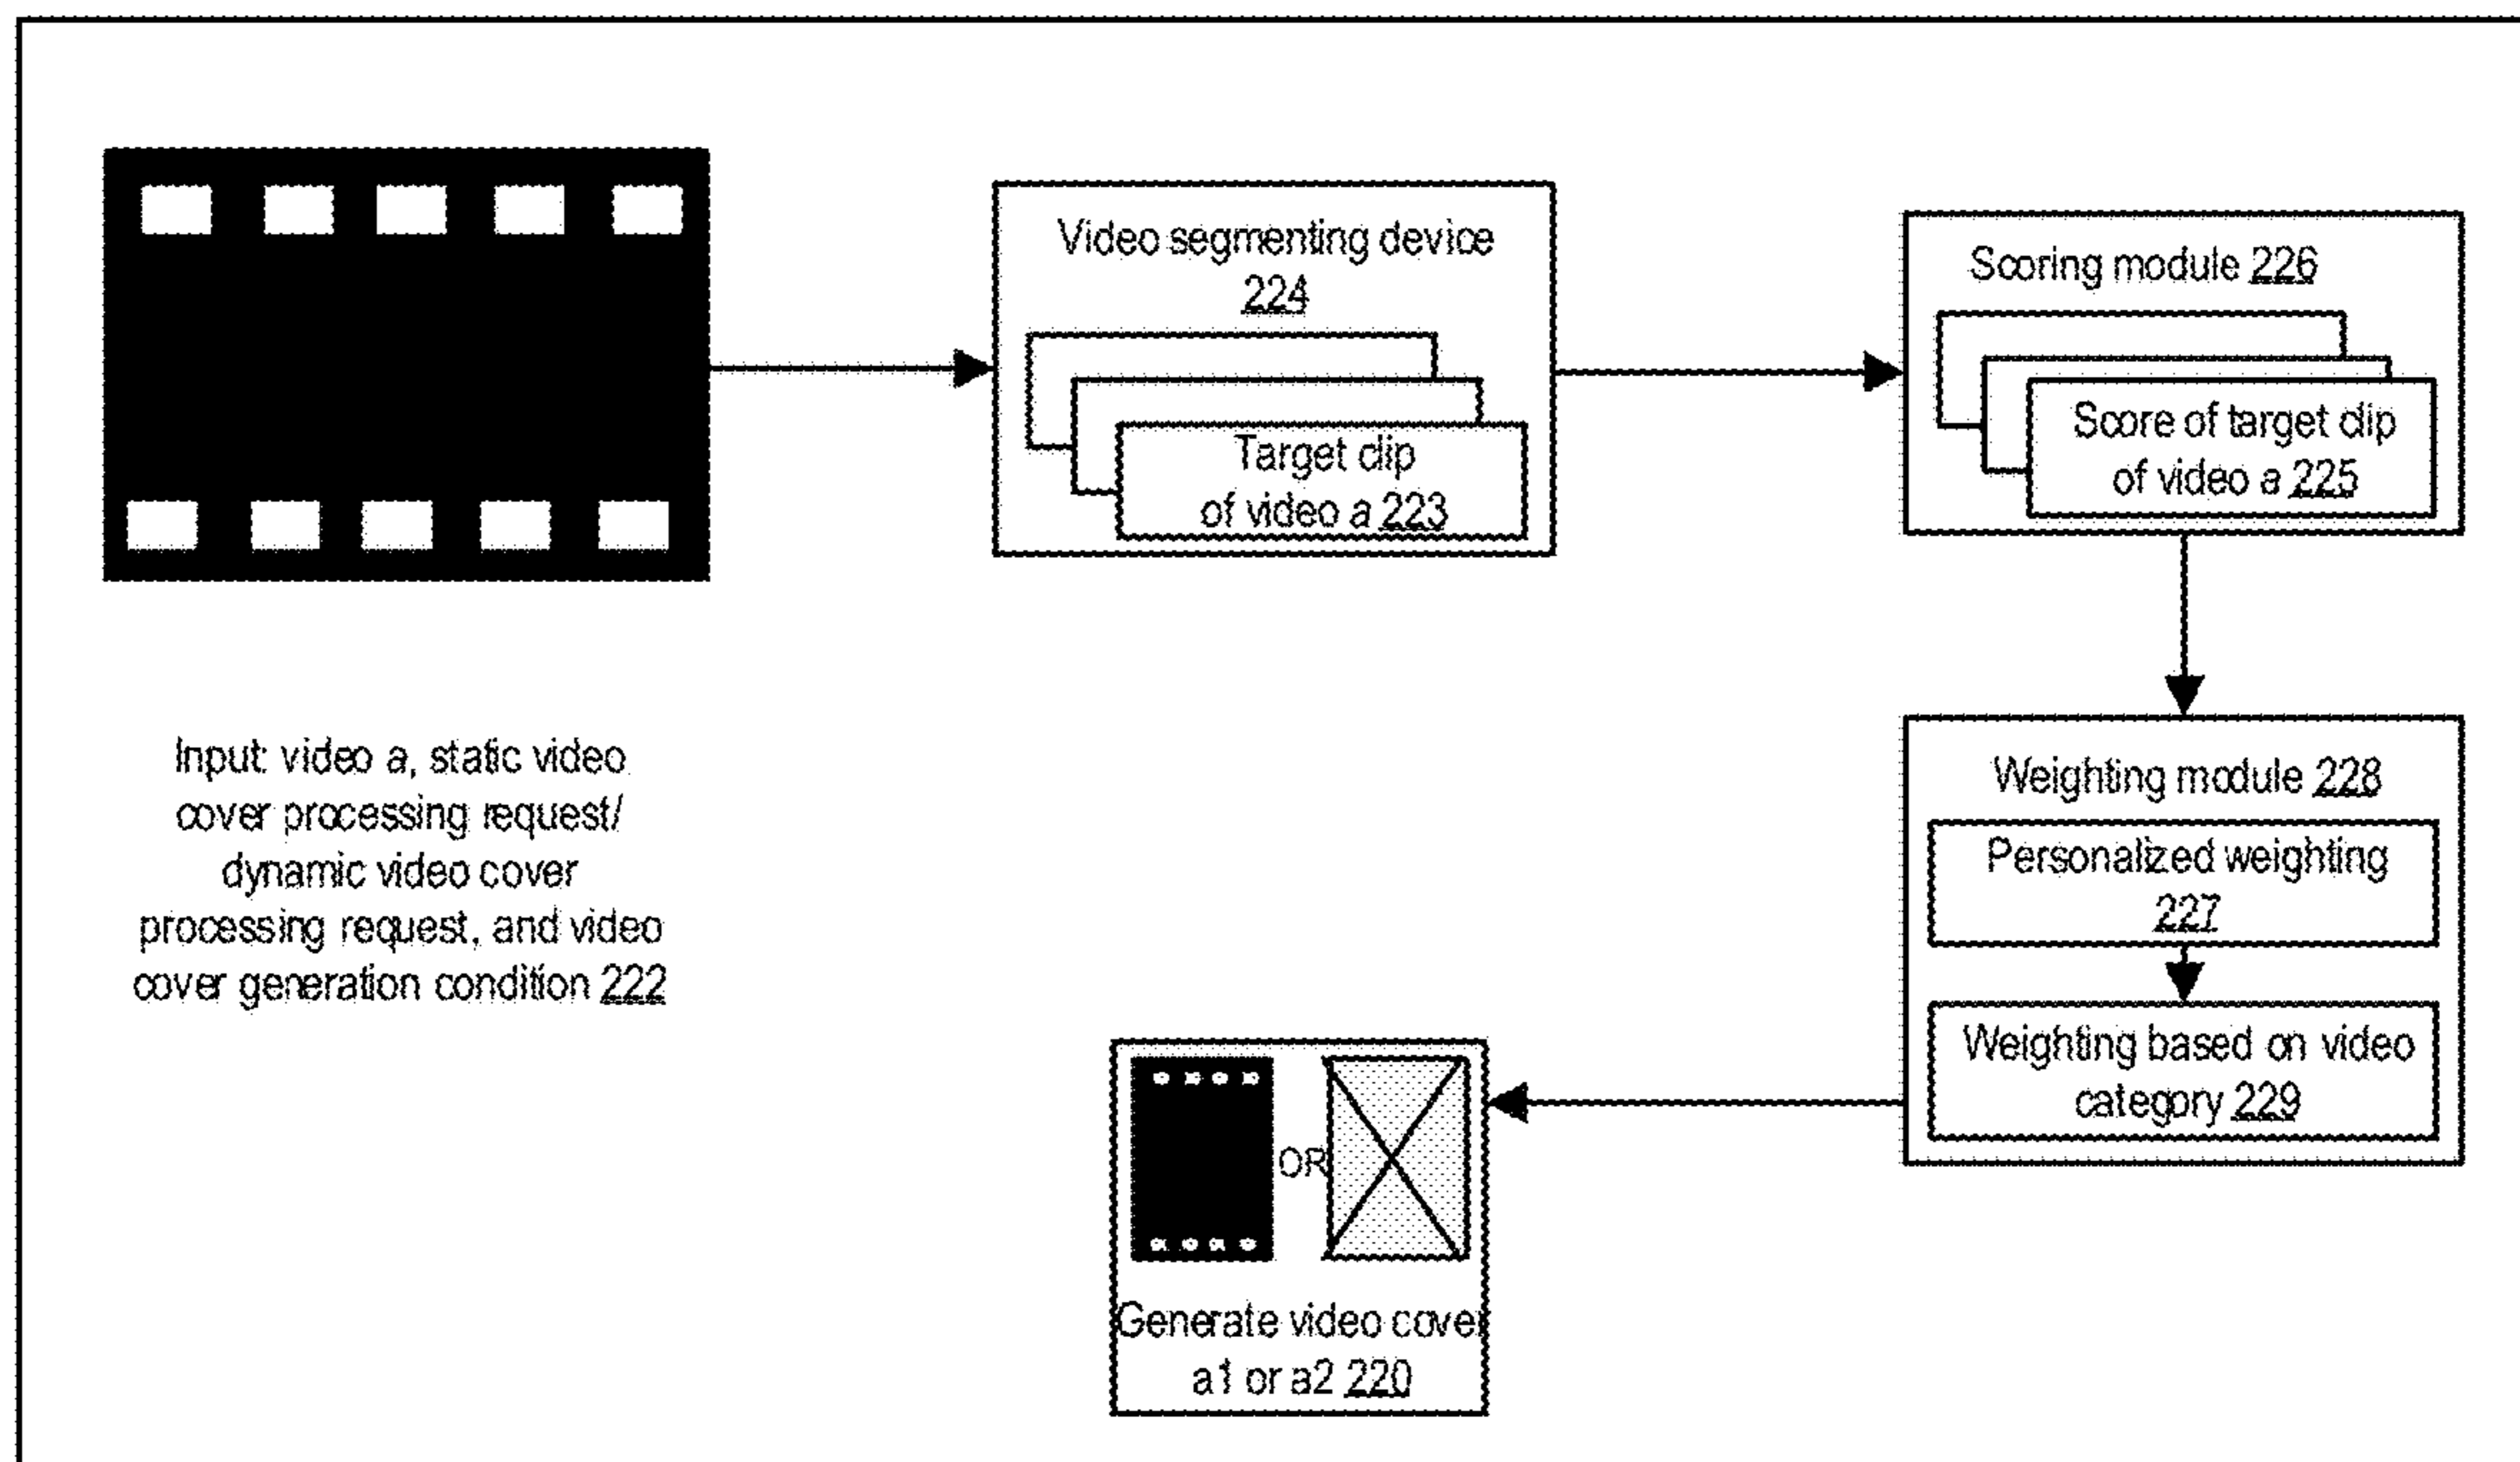 Video segmenting device
224
Target clip
of video a 223
Scoring module 226
Score of target clip
of video a 225
Input: video a, static video
cover processing request/
dynamic video cover
processing request, and video
cover generation condition 222
Weighting module 228
Personalized weighting
227
Weighting based on video
category 229
OR
Generate video cover
a1 or a2 220